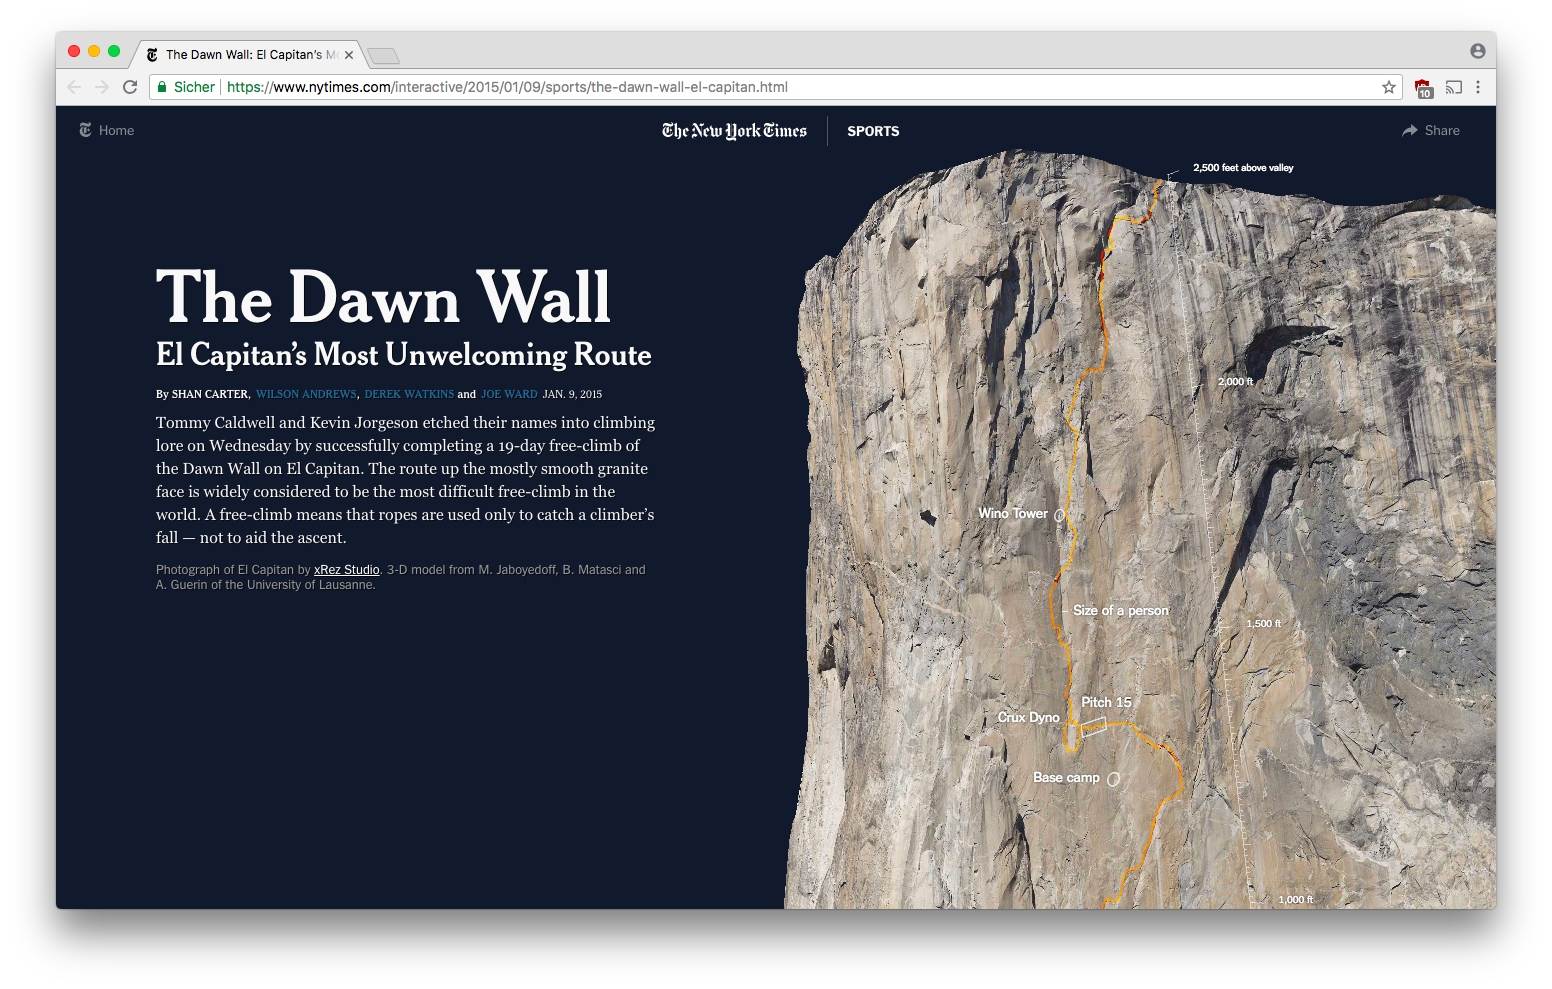 The Dawn Wall: El Capitan's Mo
Sicher https://www.nytimes.com/interactive/2015/01/09/sports/the-dawn-wall-el-capitan.html
10
Home
The New York Times
SPORTS
Share
2,500 feet above valley
The Dawn Wall
El Capitan's Most Unwelcoming Route
By SHAN CARTER, WILSON ANDREWS, DEREK WATKINS and JOE WARD JAN. 9, 2015
Tommy Caldwell and Kevin Jorgeson etched their names into climbing
lore on Wednesday by successfully completing a 19-day free-climb of
the Dawn Wall on El Capitan. The route up the mostly smooth granite
face is widely considered to be the most difficult free-climb in the
world. A free-climb means that ropes are used only to catch a climber's
fall — not to aid the ascent.
Photograph of El Capitan by xRez Studio. 3-D model from M. Jaboyedoff, B. Matasci and
A. Guerin of the University of Lausanne.
2,000 ft
Wino Tower
Size of a person
1,500 ft
Pitch 15
Crux Dyno
Base camp
1,000 ft